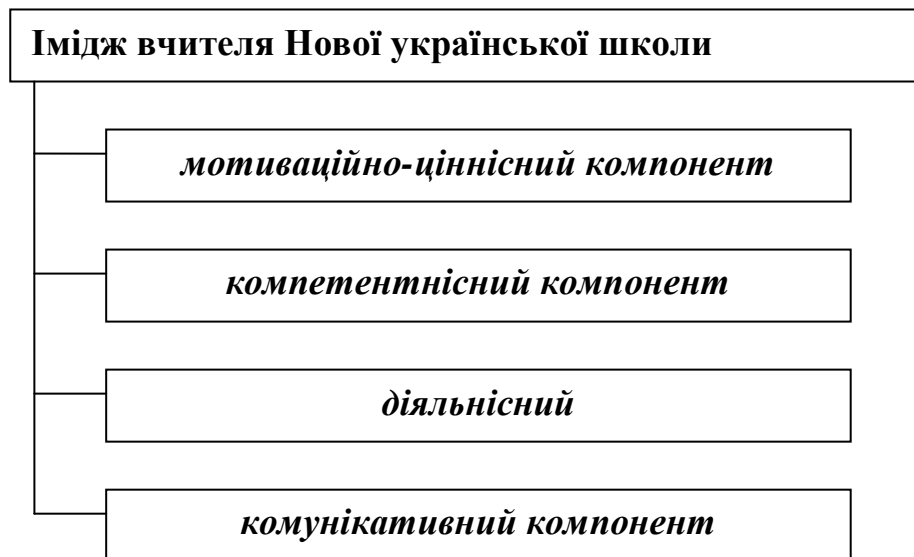 Імідж вчителя Нової української школи
мотиваційно-ціннісний компонент
компетентнісний компонент
діяльнісний
комунікативний компонент